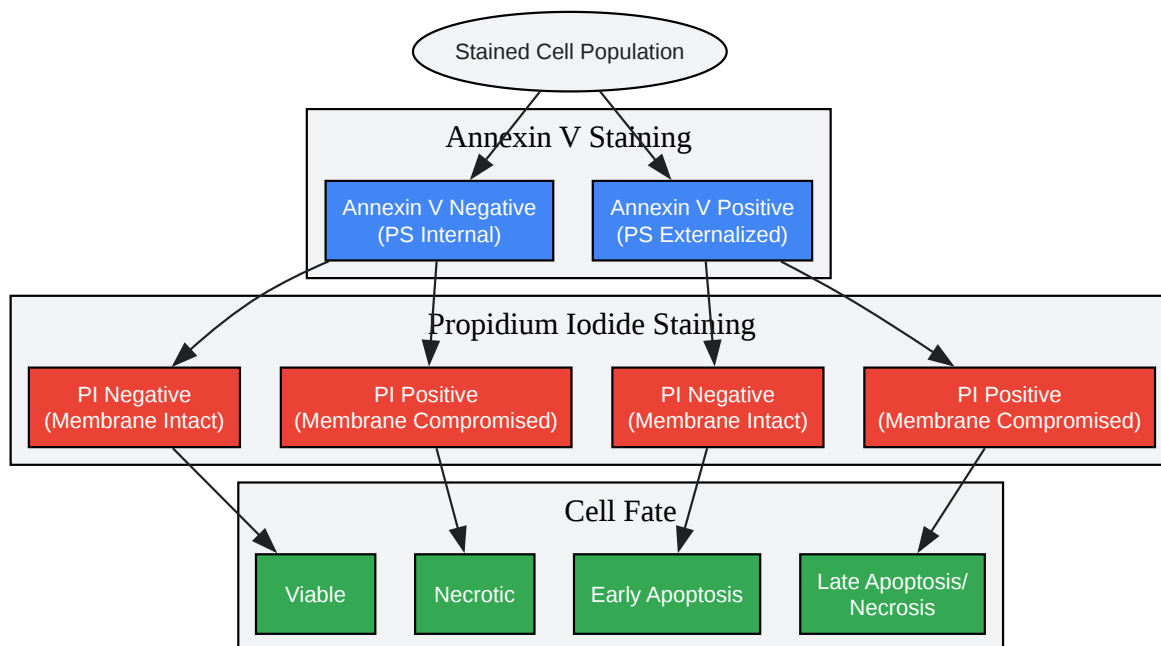 Stained Cell Population
Annexin V Staining
Annexin V Negative
(PS Internal)
Annexin V Positive
(PS Externalized)
Propidium Iodide Staining
PI Negative
(Membrane Intact)
PI Positive
(Membrane Compromised)
PI Negative
(Membrane Intact)
PI Positive
(Membrane Compromised)
Cell Fate
Viable
Necrotic
Early Apoptosis
Late Apoptosis/
Necrosis